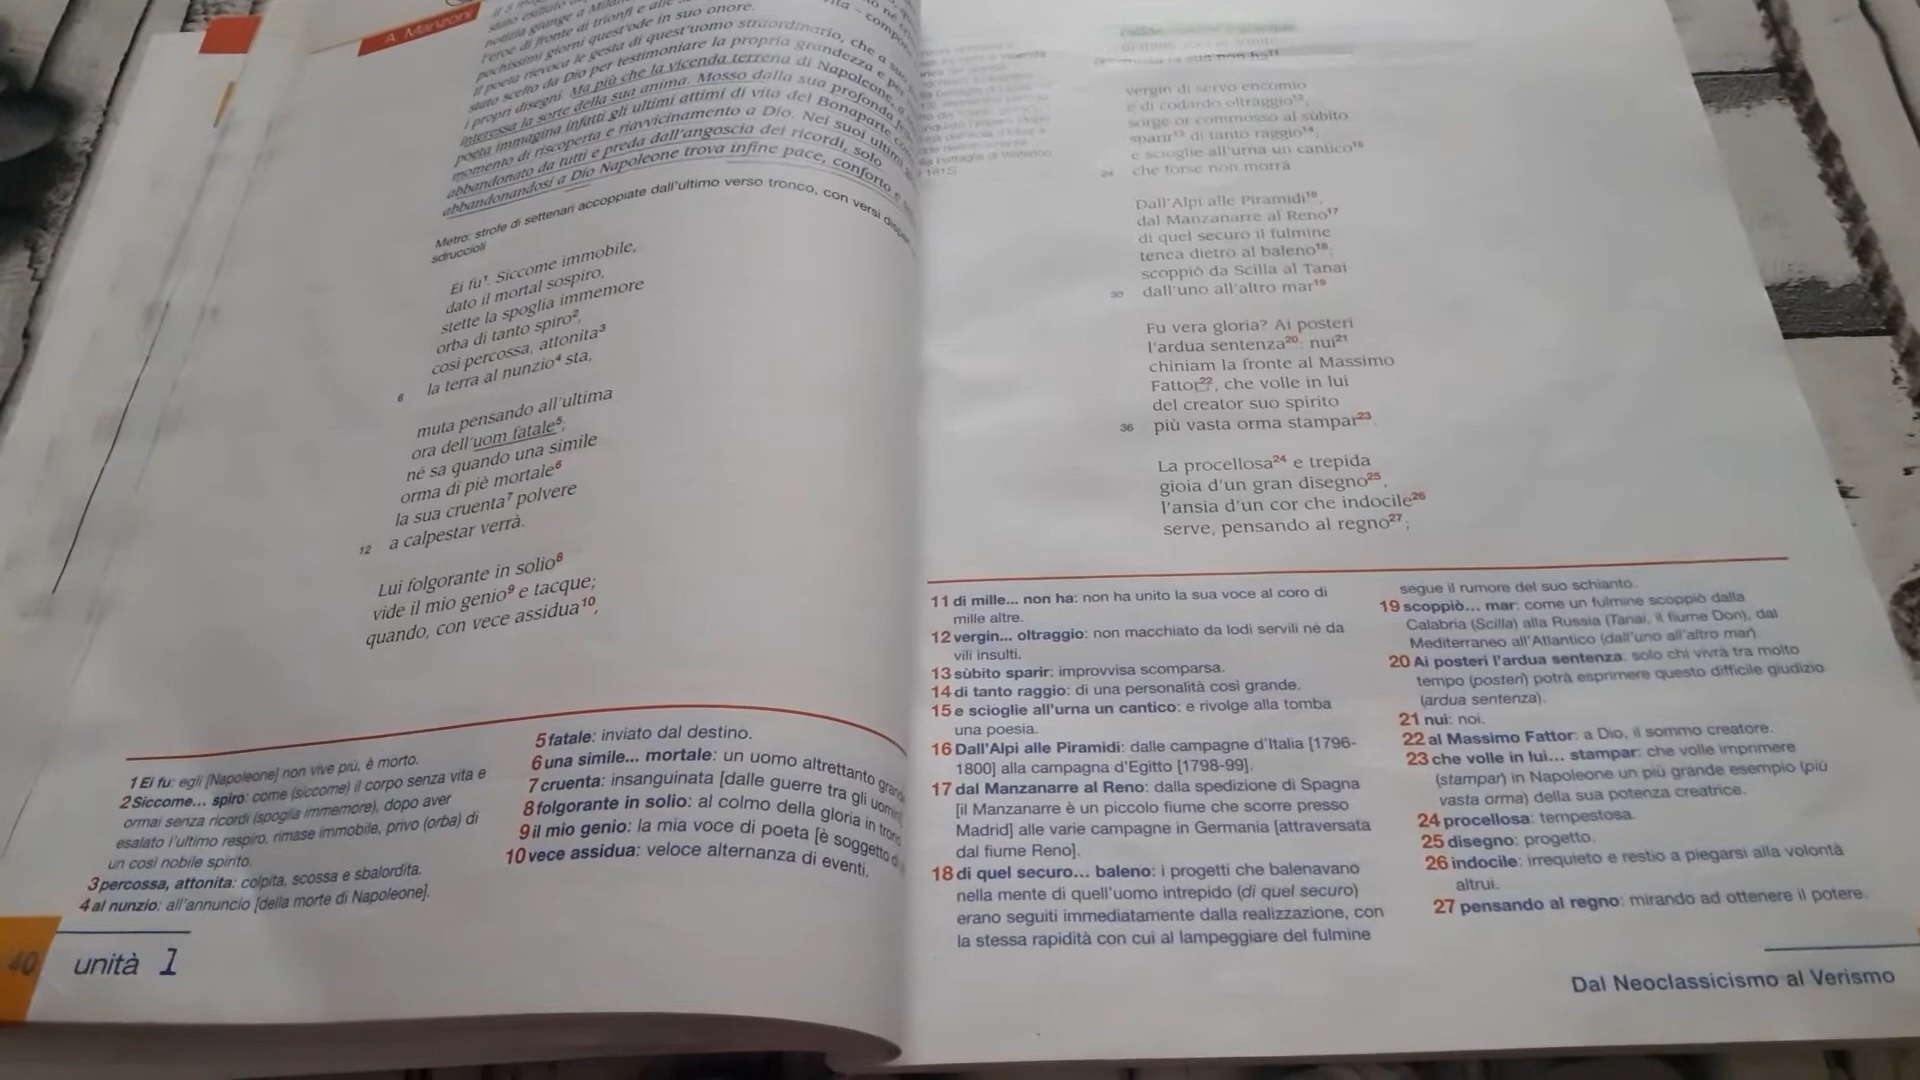 A. Manzoni
notizia giunge a
l'eroe di fronte di trionfi e
pochissimi giorni quest'ode in suo onore.
Il poeta rievoca le gesta di quest'uomo straordinario, che a suo
stato scelto da Dio per testimoniare la propria grandezza e per
i propri disegni. Ma più che la vicenda terrena di Napoleone, a
interessa la sorte della sua anima. Mosso dalla sua profonda
poeta immagina infatti gli ultimi attimi di vita del Bonaparte
momento di riscoperta e riavvicinamento a Dio. Nei suoi ultimi
abbandonato da tutti e preda dall'angoscia dei ricordi, solo
abbandonandosi a Dio Napoleone trova infine pace, conforto e
Metro: strofe di settenari accoppiate dall'ultimo verso tronco, con versi
sdruccioli
Ei fu¹. Siccome immobile,
dato il mortal sospiro,
stette la spoglia immemore
orba di tanto spiro²,
così percossa, attonita³
6 la terra al nunzio⁴ sta,
muta pensando all'ultima
ora dell'uom fatale⁵;
né sa quando una simile
orma di piè mortale⁶
la sua cruenta⁷ polvere
12 a calpestar verrà.
Lui folgorante in solio⁸
vide il mio genio⁹ e tacque;
quando, con vece assidua¹⁰,
1 Ei fu: egli [Napoleone] non vive più, è morto.
2 Siccome... spiro: come (siccome) il corpo senza vita e
ormai senza ricordi (spoglia immemore), dopo aver
esalato l'ultimo respiro, rimase immobile, privo (orba) di
un così nobile spirito.
3 percossa, attonita: colpita, scossa e sbalordita.
4 al nunzio: all'annuncio [della morte di Napoleone].
5 fatale: inviato dal destino.
6 una simile... mortale: un uomo altrettanto grande
7 cruenta: insanguinata [dalle guerre tra gli uomini
8 folgorante in solio: al colmo della gloria in trono
9 il mio genio: la mia voce di poeta [è soggetto
10 vece assidua: veloce alternanza di eventi.
40 unità 1
vergin di servo encomio
e di codardo oltraggio¹²,
sorge or commosso al sùbito
sparir¹³ di tanto raggio¹⁴;
e scioglie all'urna un cantico¹⁵
24 che forse non morrà
Dall'Alpi alle Piramidi¹⁶,
dal Manzanarre al Reno¹⁷
di quel securo il fulmine
tenea dietro al baleno¹⁸;
scoppiò da Scilla al Tanai
30 dall'uno all'altro mar¹⁹
Fu vera gloria? Ai posteri
l'ardua sentenza²⁰: nui²¹
chiniam la fronte al Massimo
Fattor²², che volle in lui
del creator suo spirito
36 più vasta orma stampar²³.
La procellosa²⁴ e trepida
gioia d'un gran disegno²⁵,
l'ansia d'un cor che indocile²⁶
serve, pensando al regno²⁷;
11 di mille... non ha: non ha unito la sua voce al coro di
mille altre.
12 vergin... oltraggio: non macchiato da lodi servili né da
vili insulti.
13 sùbito sparir: improvvisa scomparsa.
14 di tanto raggio: di una personalità così grande.
15 e scioglie all'urna un cantico: e rivolge alla tomba
una poesia.
16 Dall'Alpi alle Piramidi: dalle campagne d'Italia [1796-
1800] alla campagna d'Egitto [1798-99].
17 dal Manzanarre al Reno: dalla spedizione di Spagna
[il Manzanarre è un piccolo fiume che scorre presso
Madrid] alle varie campagne in Germania [attraversata
dal fiume Reno].
18 di quel securo... baleno: i progetti che balenavano
nella mente di quell'uomo intrepido (di quel securo)
erano seguiti immediatamente dalla realizzazione, con
la stessa rapidità con cui al lampeggiare del fulmine
segue il rumore del suo schianto.
19 scoppiò... mar: come un fulmine scoppiò dalla
Calabria (Scilla) alla Russia (Tanai, il fiume Don), dal
Mediterraneo all'Atlantico (dall'uno all'altro mar).
20 Ai posteri l'ardua sentenza: solo chi vivrà tra molto
tempo (posteri) potrà esprimere questo difficile giudizio
(ardua sentenza).
21 nui: noi.
22 al Massimo Fattor: a Dio, il sommo creatore.
23 che volle in lui... stampar: che volle imprimere
(stampar) in Napoleone un più grande esempio (più
vasta orma) della sua potenza creatrice.
24 procellosa: tempestosa.
25 disegno: progetto.
26 indocile: irrequieto e restio a piegarsi alla volontà
altrui.
27 pensando al regno: mirando ad ottenere il potere.
Dal Neoclassicismo al Verismo